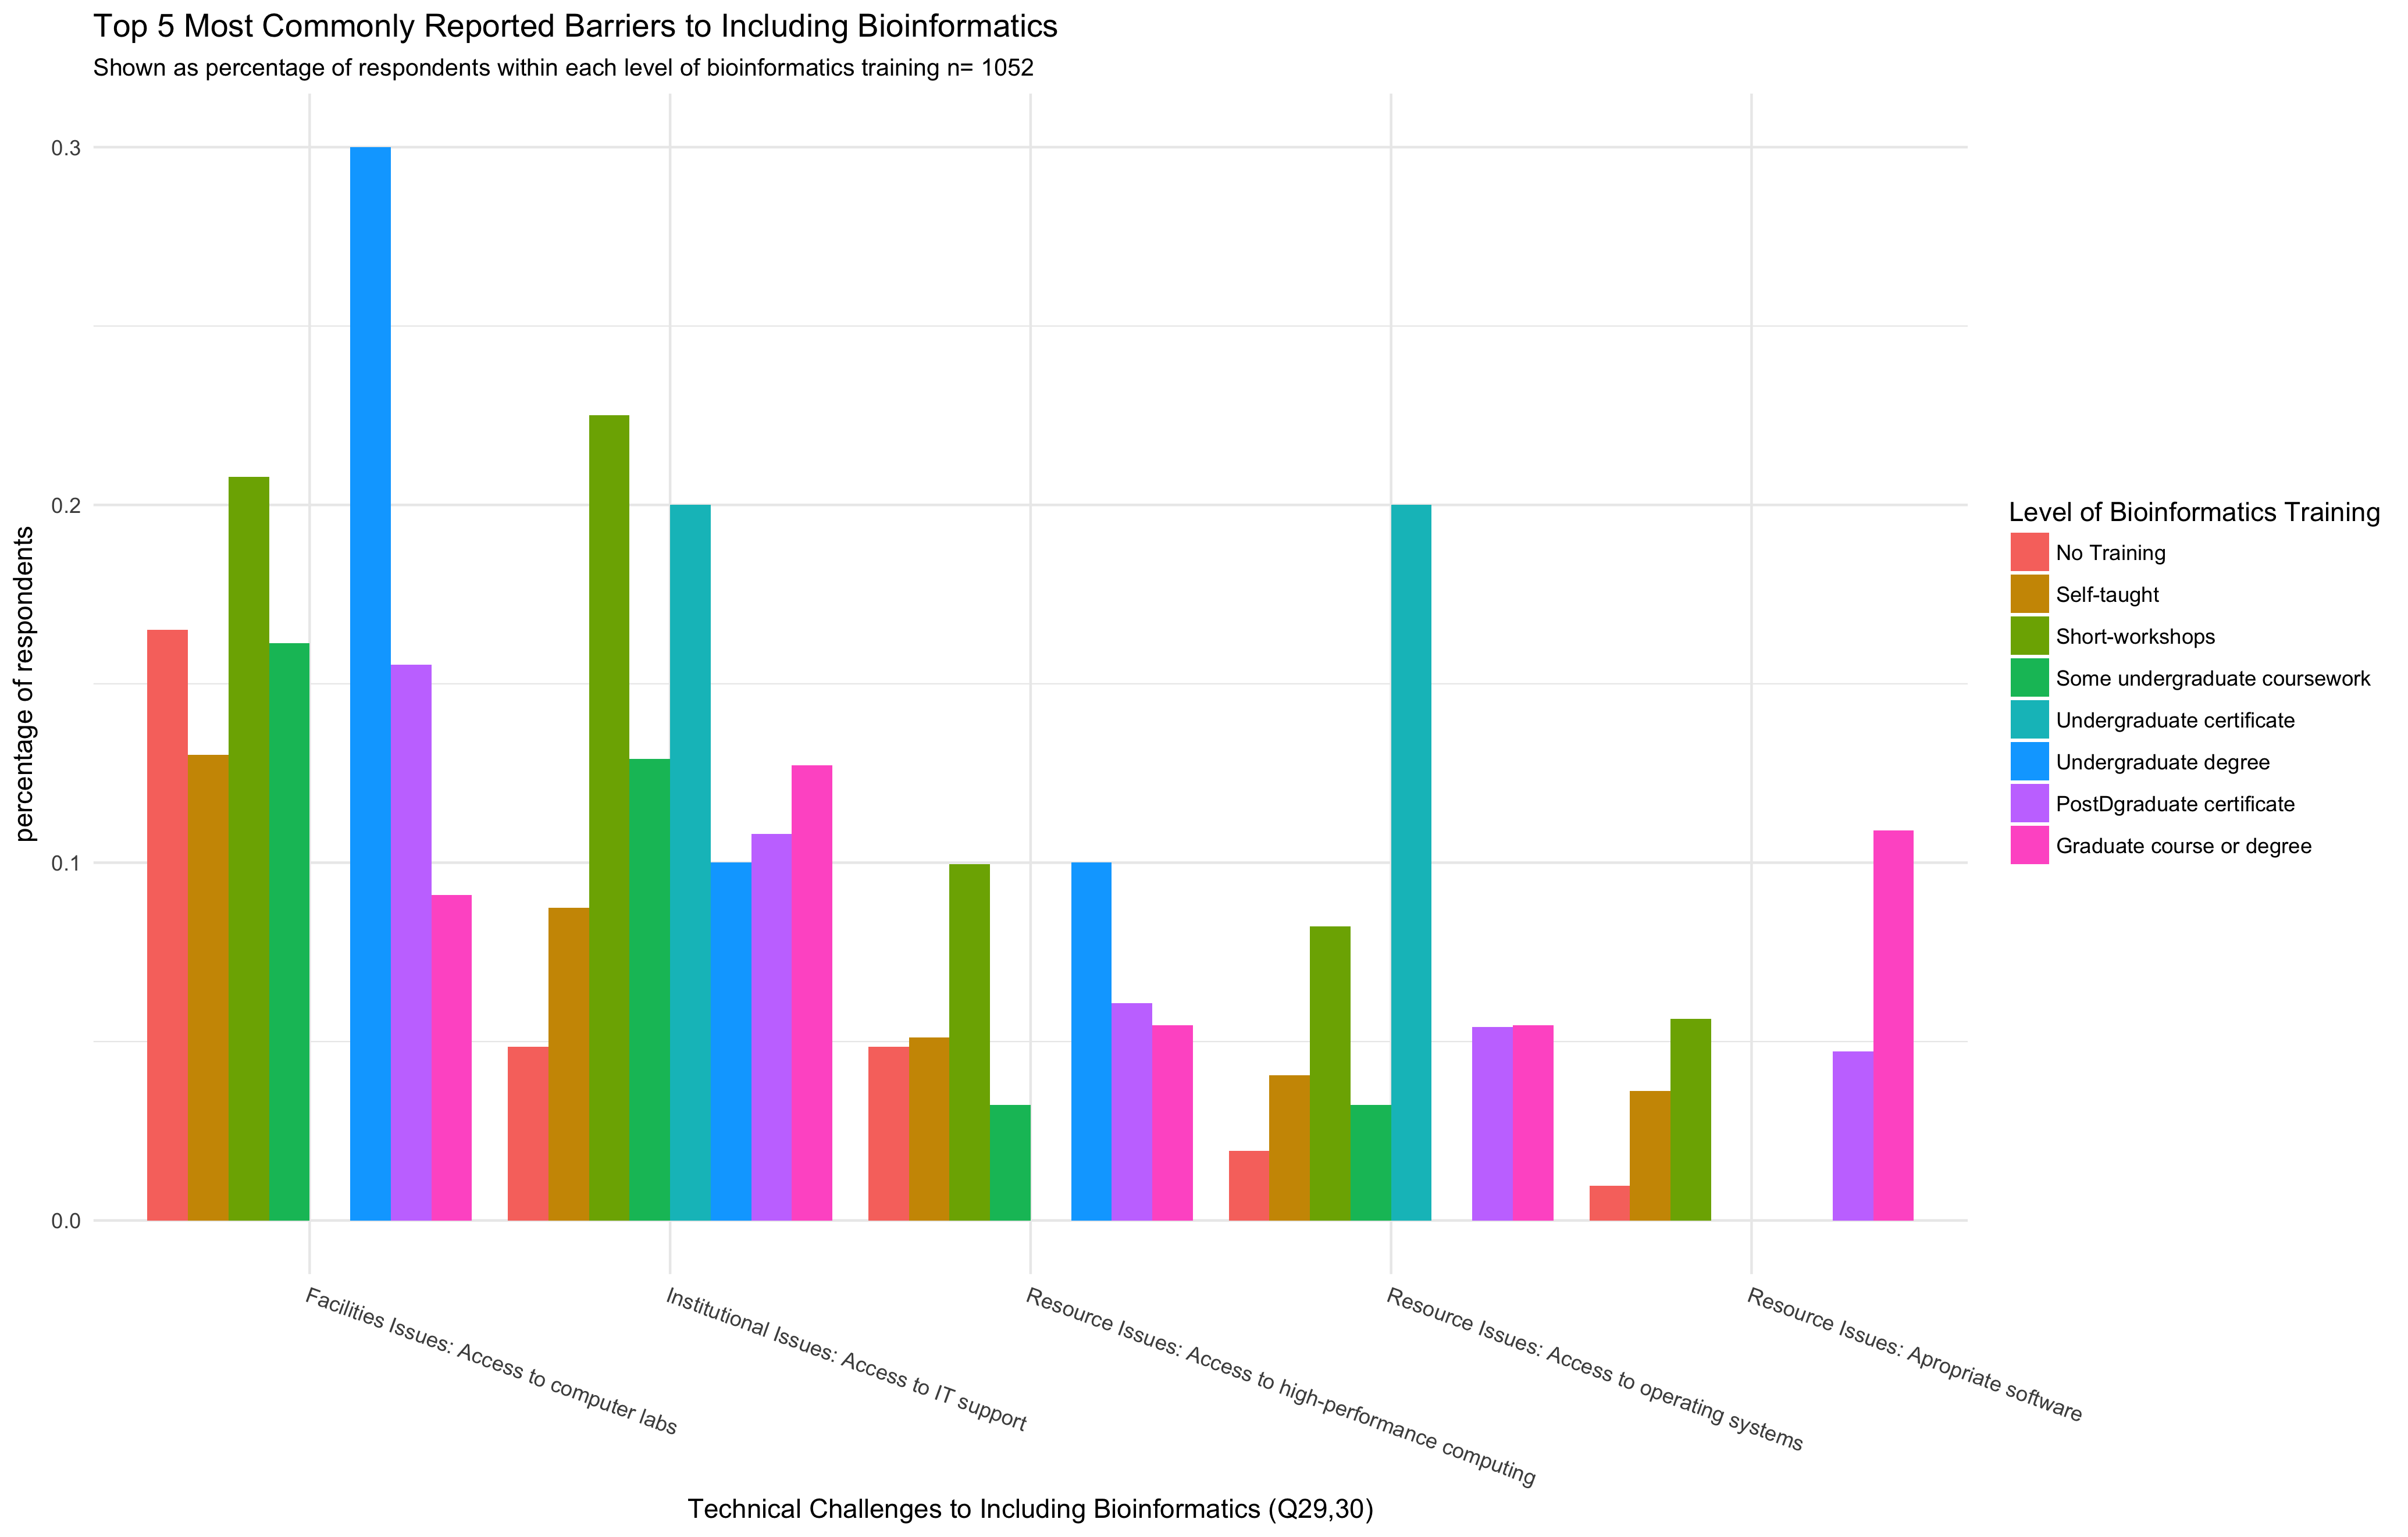 Top 5 Most Commonly Reported Barriers to Including Bioinformatics
Shown as percentage of respondents within each level of bioinformatics training n= 1052
percentage of respondents
0.3
0.2
0.1
0.0
Facilities Issues: Access to computer labs
Institutional Issues: Access to IT support
Resource Issues: Access to high-performance computing
Resource Issues: Access to operating systems
Resource Issues: Apropriate software
Technical Challenges to Including Bioinformatics (Q29,30)
Level of Bioinformatics Training
No Training
Self-taught
Short-workshops
Some undergraduate coursework
Undergraduate certificate
Undergraduate degree
PostDgraduate certificate
Graduate course or degree